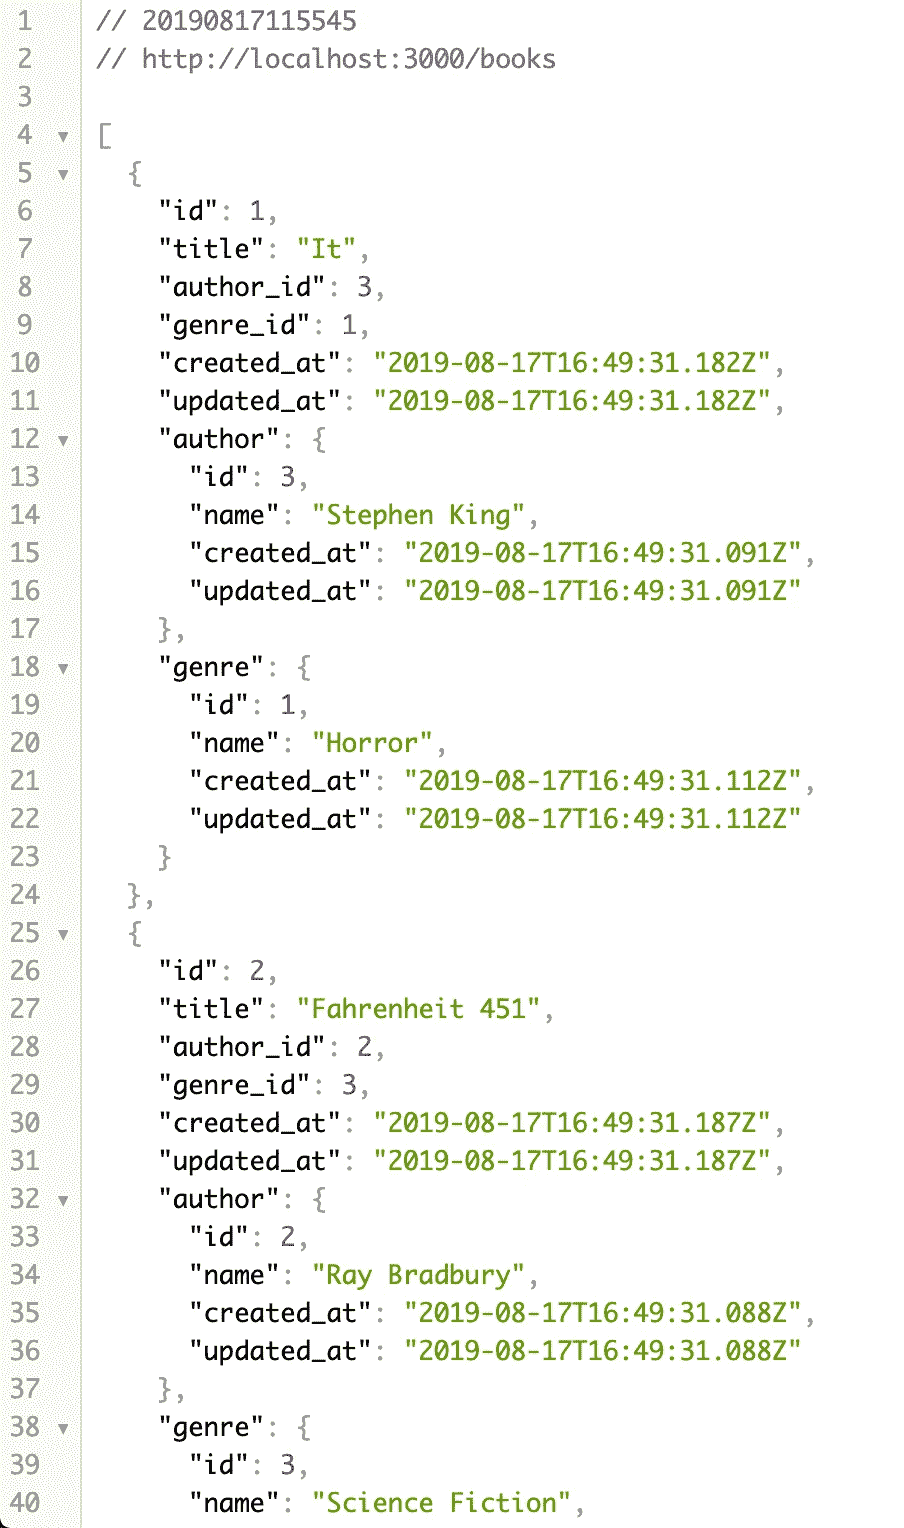 1 // 20190817115545
2 // http://localhost:3000/books
3
4 ▼ [
5 ▼   {
6       "id": 1,
7       "title": "It",
8       "author_id": 3,
9       "genre_id": 1,
10      "created_at": "2019-08-17T16:49:31.182Z",
11      "updated_at": "2019-08-17T16:49:31.182Z",
12 ▼    "author": {
13        "id": 3,
14        "name": "Stephen King",
15        "created_at": "2019-08-17T16:49:31.091Z",
16        "updated_at": "2019-08-17T16:49:31.091Z"
17      },
18 ▼    "genre": {
19        "id": 1,
20        "name": "Horror",
21        "created_at": "2019-08-17T16:49:31.112Z",
22        "updated_at": "2019-08-17T16:49:31.112Z"
23      }
24    },
25 ▼  {
26      "id": 2,
27      "title": "Fahrenheit 451",
28      "author_id": 2,
29      "genre_id": 3,
30      "created_at": "2019-08-17T16:49:31.187Z",
31      "updated_at": "2019-08-17T16:49:31.187Z",
32 ▼    "author": {
33        "id": 2,
34        "name": "Ray Bradbury",
35        "created_at": "2019-08-17T16:49:31.088Z",
36        "updated_at": "2019-08-17T16:49:31.088Z"
37      },
38 ▼    "genre": {
39        "id": 3,
40        "name": "Science Fiction",